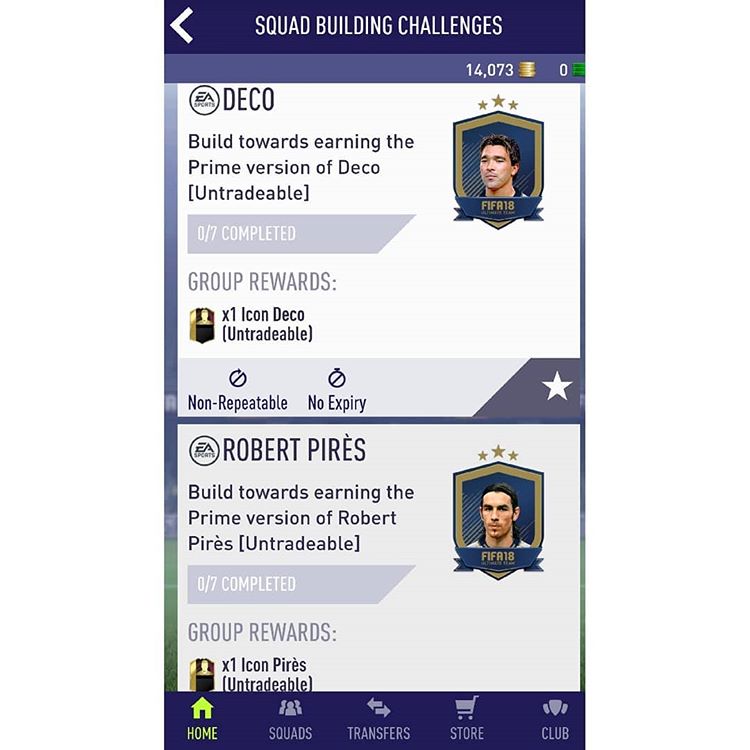 SQUAD BUILDING CHALLENGES
14,073 0
EA SPORTS DECO
Build towards earning the
Prime version of Deco
[Untradeable]
FIFA18
ULTIMATE TEAM
0/7 COMPLETED
GROUP REWARDS:
x1 Icon Deco
(Untradeable)
Non-Repeatable No Expiry
EA SPORTS ROBERT PIRÈS
Build towards earning the
Prime version of Robert
Pirès [Untradeable]
FIFA18
ULTIMATE TEAM
0/7 COMPLETED
GROUP REWARDS:
x1 Icon Pirès
(Untradeable)
HOME SQUADS TRANSFERS STORE CLUB